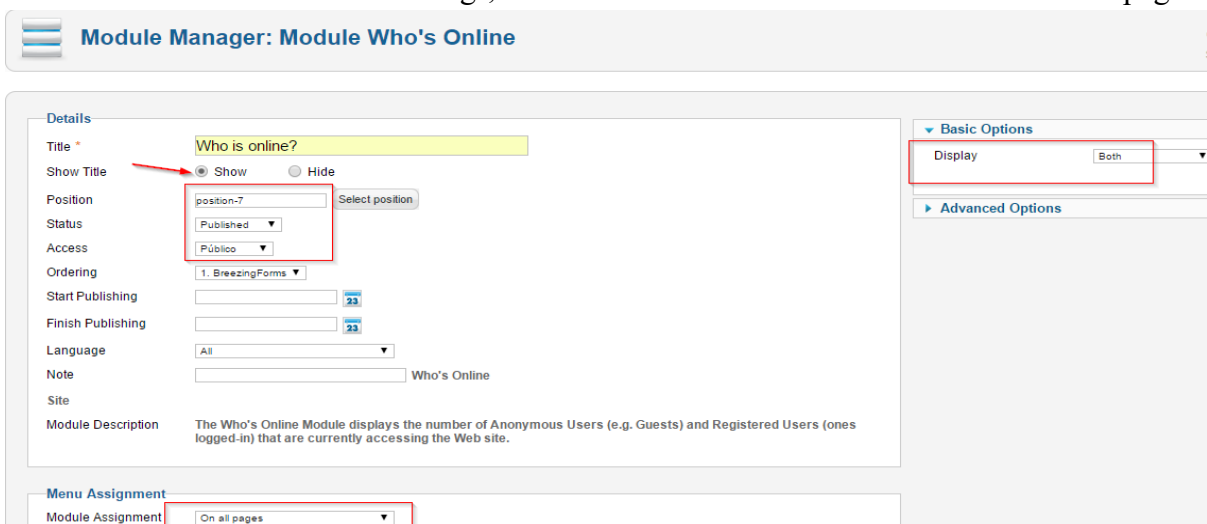 Module Manager: Module Who's Online
Details
Title * Who is online?
Show Title Show Hide
Position position-7 Select position
Status Published
Access Público
Ordering 1. BreezingForms
Start Publishing 23
Finish Publishing 23
Language All
Note Who's Online
Site
Module Description The Who's Online Module displays the number of Anonymous Users (e.g. Guests) and Registered Users (ones
logged-in) that are currently accessing the Web site.
Basic Options
Display Both
Advanced Options
Menu Assignment
Module Assignment On all pages